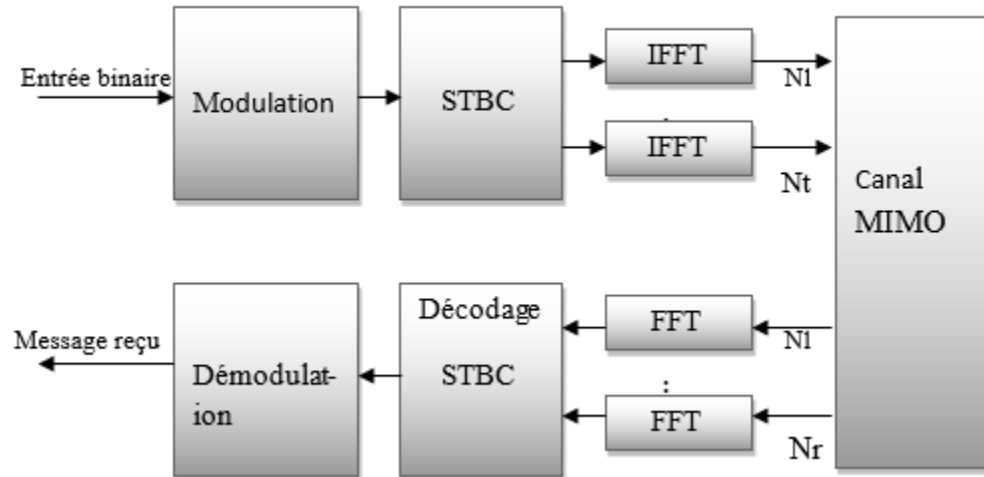 Entrée binaire
Modulation
STBC
IFFT
IFFT
N1
Nt
Canal
MIMO
Message reçu
Démodulat-
ion
Décodage
STBC
FFT
FFT
N1
Nr